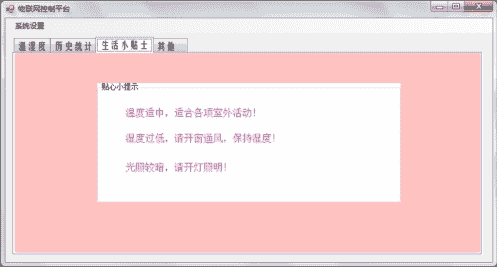 物联网控制平台
系统设置
温湿度 历史统计 生活小贴士 其他
贴心小提示
温度适中，适合各项室外活动！
湿度过低，请开窗通风，保持湿度！
光照较暗，请开灯照明！